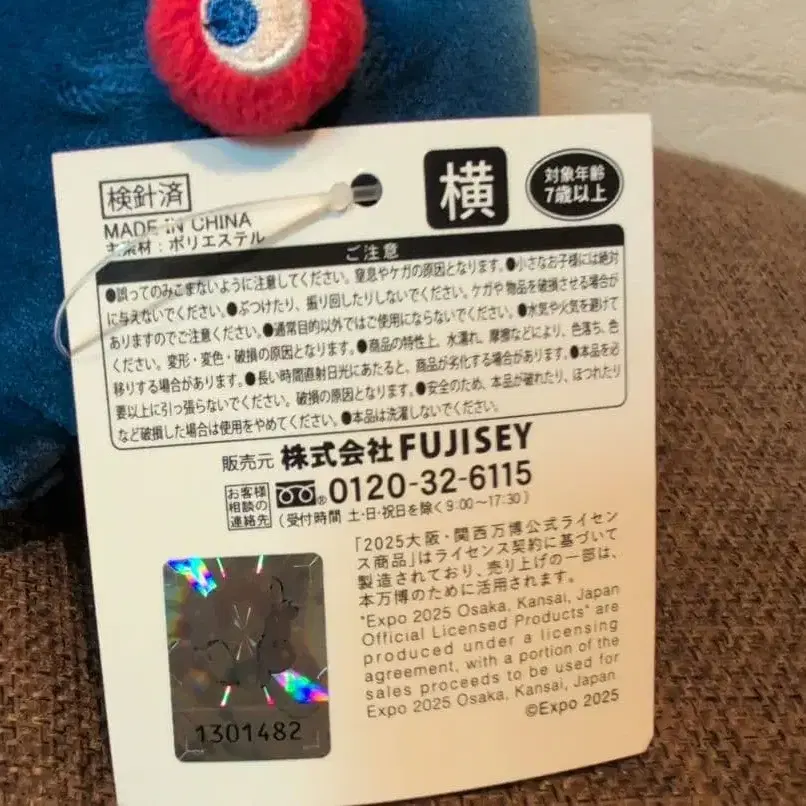 検針済
横
対象年齢
7歳以上
MADE IN CHINA
主素材：ポリエステル
ご注意
●誤ってのみこまないように注意してください。窒息やケガの原因となります。●小さなお子様には絶対
に与えないでください。●ぶつけたり、振り回したりしないでください。ケガや物品を破損させる場合が
ありますのでご注意ください。●通常目的以外ではご使用にならないでください。●水気や火気を避けて
ください。変形・変色・破損の原因となります。●商品の特性上、水濡れ、摩擦などにより、色落ち、色
移りする場合があります。●長い時間直射日光にあたると、商品が劣化する場合があります。●本品を必
要以上に引っ張らないでください。破損の原因となります。●安全のため、本品が破れたり、ほつれたり
など破損した場合は使用をやめてください。●本品は洗濯しないでください。
販売元 株式会社FUJISEY
お客様
相談の
連絡先
®0120-32-6115
(受付時間 土・日・祝日を除く9:00〜17:30)
「2025大阪・関西万博公式ライセン
ス商品」はライセンス契約に基づいて
製造されており、売り上げの一部は、
本万博のために活用されます。
"Expo 2025 Osaka, Kansai, Japan
Official Licensed Products" are
produced under a licensing
agreement, with a portion of the
sales proceeds to be used for
Expo 2025 Osaka, Kansai, Japan.
©Expo 2025
1301482